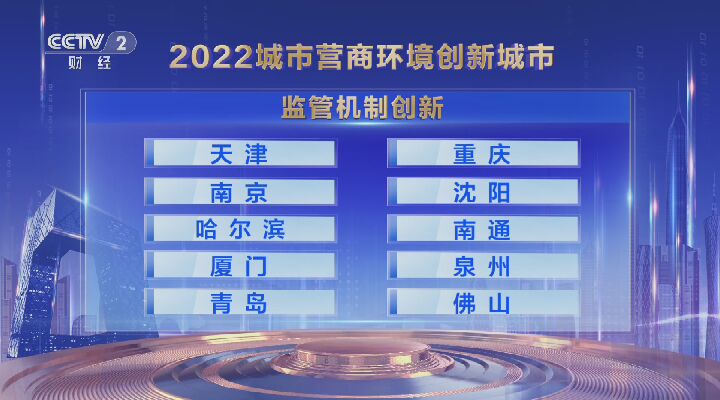 CCTV 2
财经
2022城市营商环境创新城市
监管机制创新
天津
重庆
南京
沈阳
哈尔滨
南通
厦门
泉州
青岛
佛山